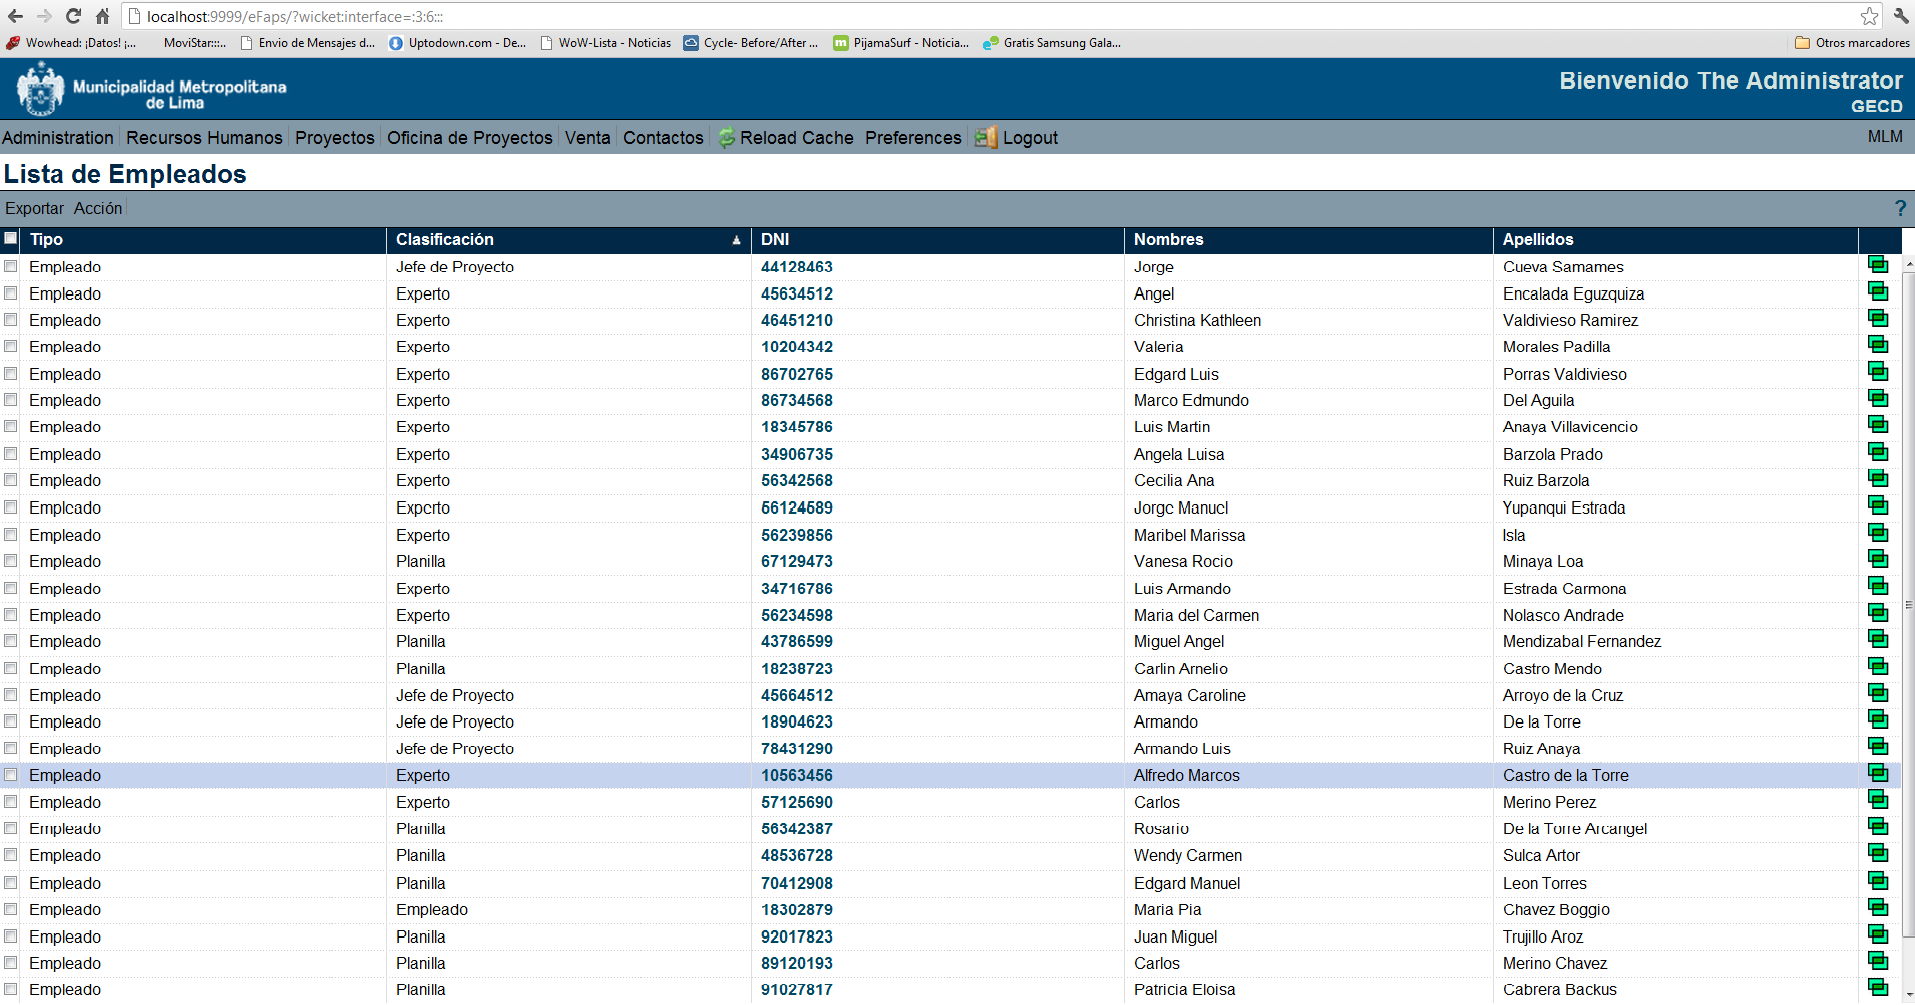 localhost:9999/eFaps/?wicket:interface=:3:6:::
Wowhead: ¡Datos! ¡... MoviStar:::.. Envio de Mensajes d... Uptodown.com - De... WoW-Lista - Noticias Cycle- Before/After ... PijamaSurf - Noticia... Gratis Samsung Gala... Otros marcadores
Municipalidad Metropolitana
de Lima
Bienvenido The Administrator
GECD
Administration Recursos Humanos Proyectos Oficina de Proyectos Venta Contactos Reload Cache Preferences Logout MLM
Lista de Empleados
Exportar Acción ?
Tipo Clasificación DNI Nombres Apellidos
Empleado Jefe de Proyecto 44128463 Jorge Cueva Samames
Empleado Experto 45634512 Angel Encalada Eguzquiza
Empleado Experto 46451210 Christina Kathleen Valdivieso Ramirez
Empleado Experto 10204342 Valeria Morales Padilla
Empleado Experto 86702765 Edgard Luis Porras Valdivieso
Empleado Experto 86734568 Marco Edmundo Del Aguila
Empleado Experto 18345786 Luis Martin Anaya Villavicencio
Empleado Experto 34906735 Angela Luisa Barzola Prado
Empleado Experto 56342568 Cecilia Ana Ruiz Barzola
Empleado Experto 56124589 Jorge Manuel Yupanqui Estrada
Empleado Experto 56239856 Maribel Marissa Isla
Empleado Planilla 67129473 Vanesa Rocio Minaya Loa
Empleado Experto 34716786 Luis Armando Estrada Carmona
Empleado Experto 56234598 Maria del Carmen Nolasco Andrade
Empleado Planilla 43786599 Miguel Angel Mendizabal Fernandez
Empleado Planilla 18238723 Carlin Arnelio Castro Mendo
Empleado Jefe de Proyecto 45664512 Amaya Caroline Arroyo de la Cruz
Empleado Jefe de Proyecto 18904623 Armando De la Torre
Empleado Jefe de Proyecto 78431290 Armando Luis Ruiz Anaya
Empleado Experto 10563456 Alfredo Marcos Castro de la Torre
Empleado Experto 57125690 Carlos Merino Perez
Empleado Planilla 56342387 Rosario De la Torre Arcangel
Empleado Planilla 48536728 Wendy Carmen Sulca Artor
Empleado Planilla 70412908 Edgard Manuel Leon Torres
Empleado Empleado 18302879 Maria Pia Chavez Boggio
Empleado Planilla 92017823 Juan Miguel Trujillo Aroz
Empleado Planilla 89120193 Carlos Merino Chavez
Empleado Planilla 91027817 Patricia Eloisa Cabrera Backus